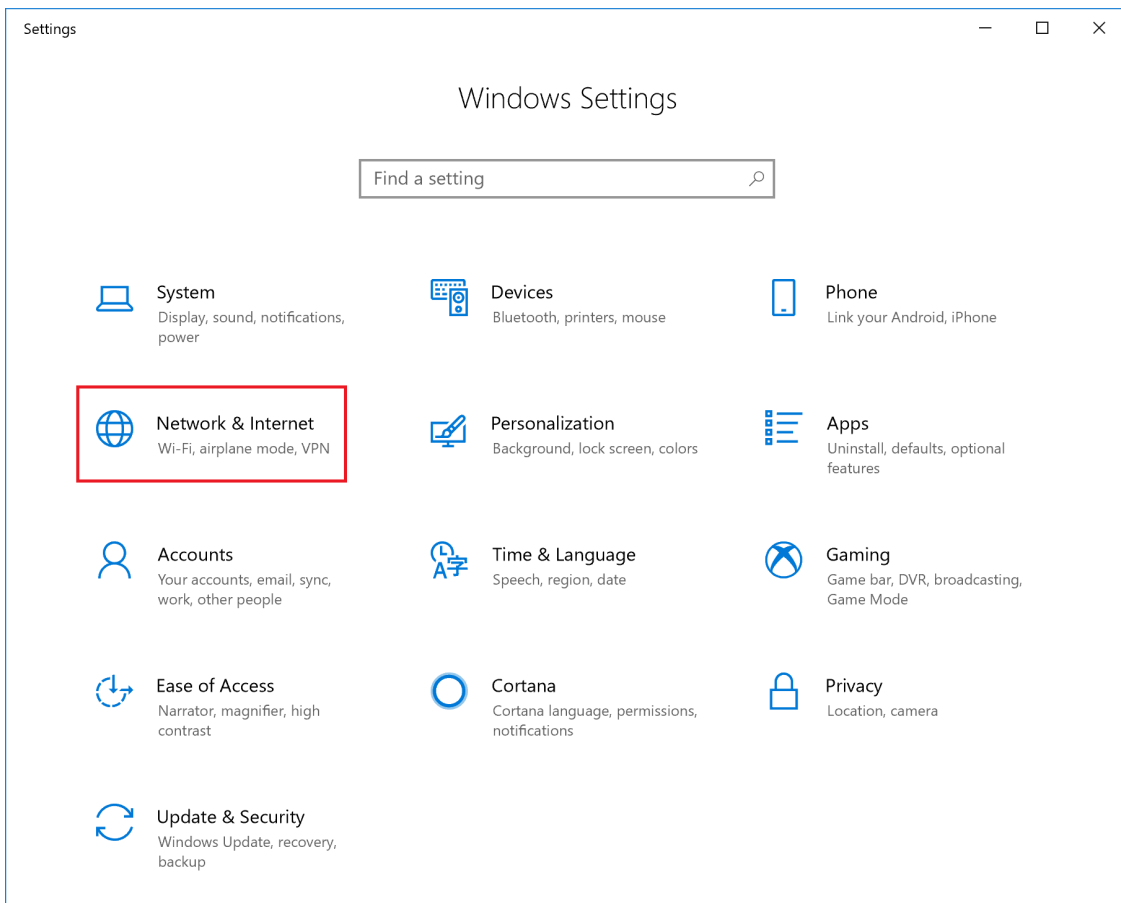 Settings
Windows Settings
Find a setting
System
Display, sound, notifications,
power
Devices
Bluetooth, printers, mouse
Phone
Link your Android, iPhone
Network & Internet
Wi-Fi, airplane mode, VPN
Personalization
Background, lock screen, colors
Apps
Uninstall, defaults, optional
features
Accounts
Your accounts, email, sync,
work, other people
Time & Language
Speech, region, date
Gaming
Game bar, DVR, broadcasting,
Game Mode
Ease of Access
Narrator, magnifier, high
contrast
Cortana
Cortana language, permissions,
notifications
Privacy
Location, camera
Update & Security
Windows Update, recovery,
backup